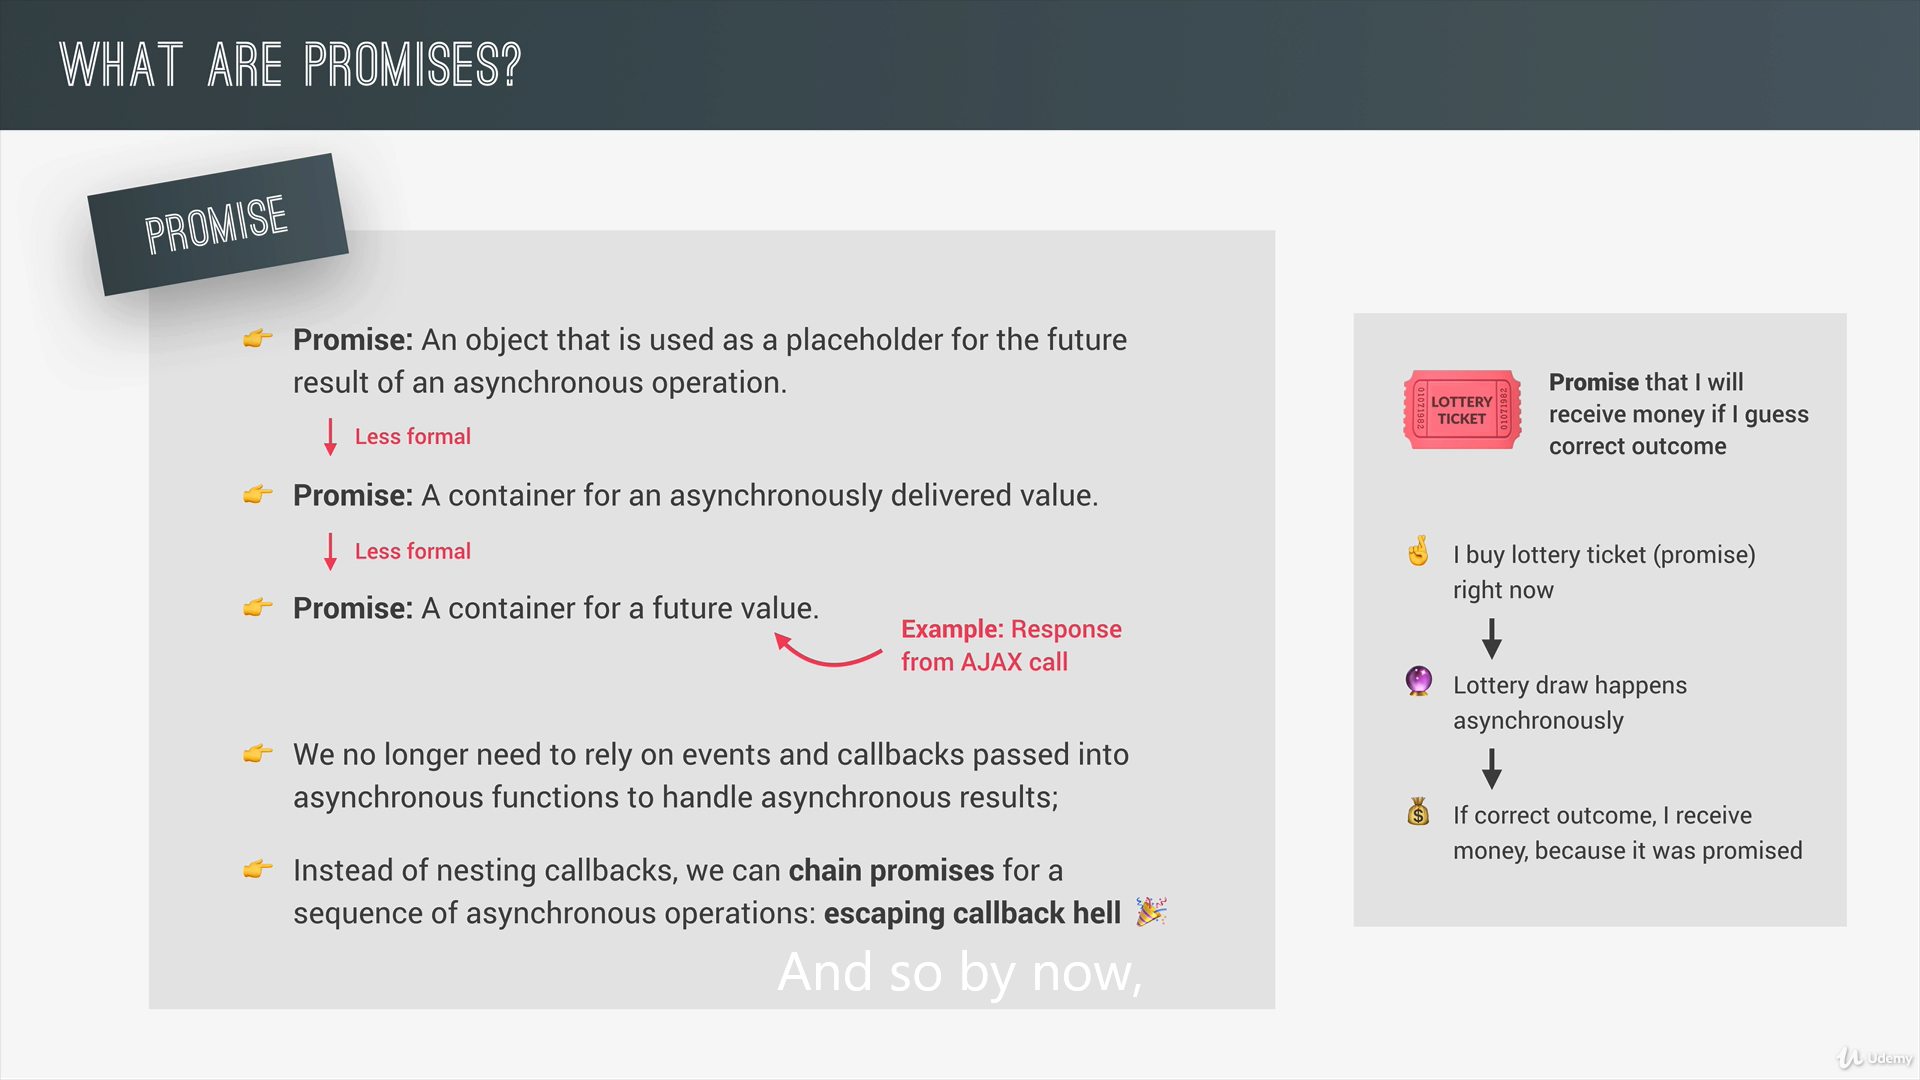 WHAT ARE PROMISES?
PROMISE
Promise: An object that is used as a placeholder for the future
result of an asynchronous operation.
Less formal
Promise: A container for an asynchronously delivered value.
Less formal
Promise: A container for a future value.
Example: Response
from AJAX call
We no longer need to rely on events and callbacks passed into
asynchronous functions to handle asynchronous results;
Instead of nesting callbacks, we can chain promises for a
sequence of asynchronous operations: escaping callback hell 🎉
And so by now,
01071982
LOTTERY
TICKET
01071982
Promise that I will
receive money if I guess
correct outcome
I buy lottery ticket (promise)
right now
Lottery draw happens
asynchronously
If correct outcome, I receive
money, because it was promised
Udemy